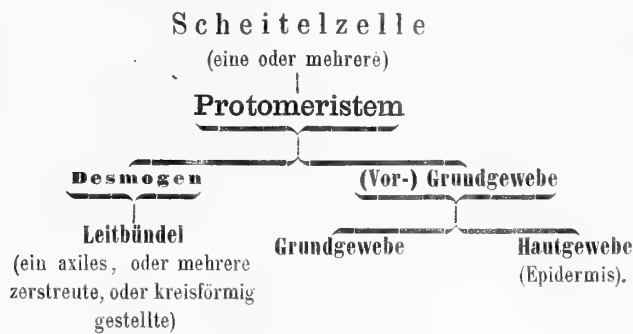 Scheitelzelle
(eine oder mehrere)
Protomeristem
Desmogen
(Vor-) Grundgewebe
Leitbündel
(ein axiles, oder mehrere
zerstreute, oder kreisförmig
gestellte)
Grundgewebe
Hautgewebe
(Epidermis).